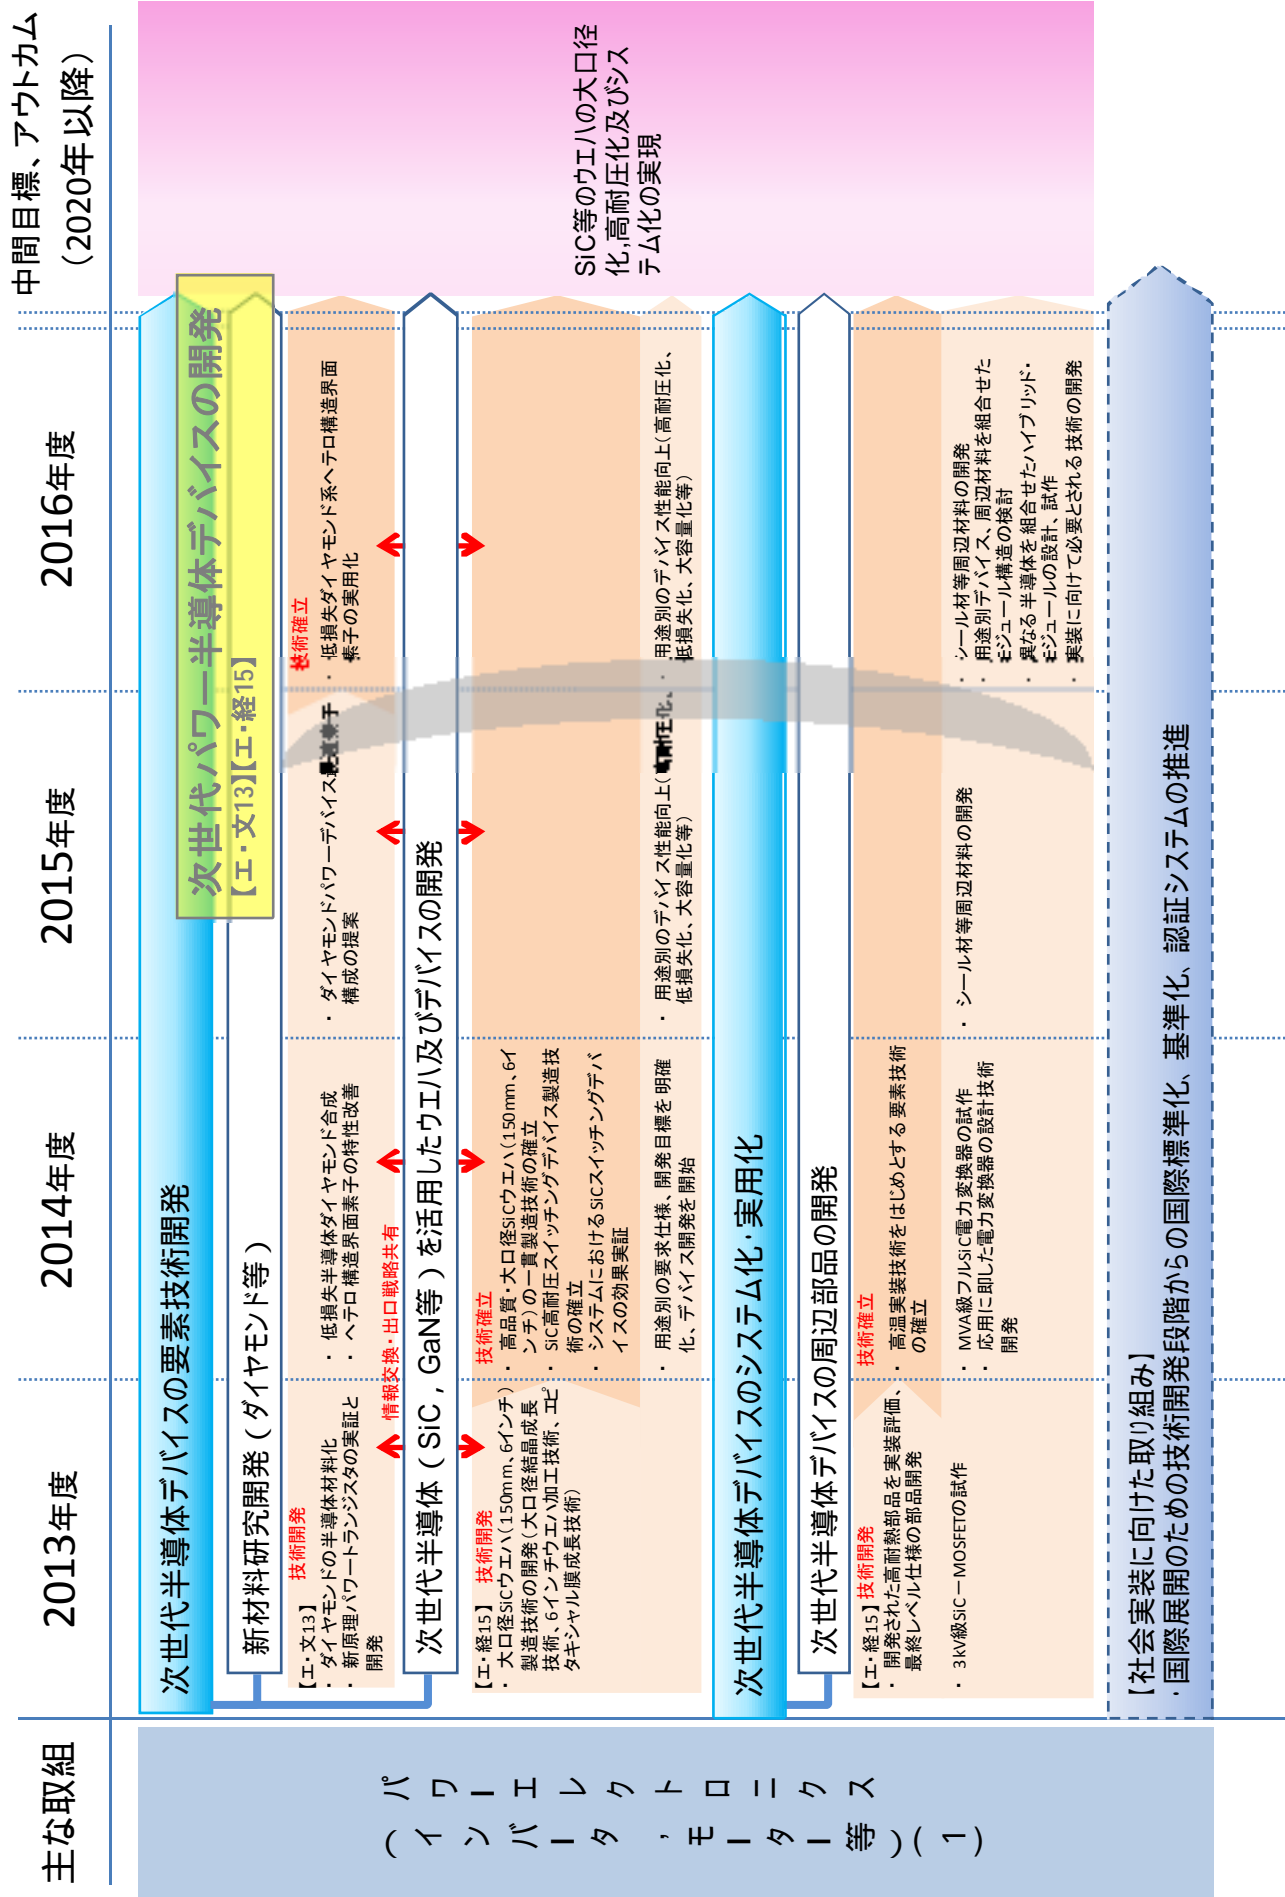 主な取組
2013年度
2014年度
2015年度
2016年度
中間目標、アウトカム
（2020年以降）
パワーエレクトロニクス
（インバータ，モーター等）(1)
次世代半導体デバイスの要素技術開発
次世代パワー半導体デバイスの開発
【エ・文13】【エ・経15】
新材料研究開発（ダイヤモンド等）
【エ・文13】
技術開発
・ダイヤモンドの半導体材料化
・新原理パワートランジスタの実証と
開発
・低損失半導体ダイヤモンド合成
・ヘテロ構造界面素子の特性改善
・ダイヤモンドパワーデバイス
構成の提案
技術確立
・低損失ダイヤモンド系ヘテロ構造界面
素子の実用化
情報交換・出口戦略共有
次世代半導体（SiC，GaN等）を活用したウエハ及びデバイスの開発
【エ・経15】
技術開発
・大口径SiCウエハ（150mm、6インチ）
製造技術の開発（大口径結晶成長
技術、6インチウエハ加工技術、エピ
タキシャル膜成長技術）
技術確立
・高品質・大口径SiCウエハ（150mm、6イ
ンチ）の一貫製造技術の確立
・SiC高耐圧スイッチングデバイス製造技
術の確立
・システムにおけるSiCスイッチングデバ
イスの効果実証
・用途別の要求仕様、開発目標を明確
化、デバイス開発を開始
・用途別のデバイス性能向上（高耐圧化、
低損失化、大容量化等）
・用途別のデバイス性能向上（高耐圧化、
低損失化、大容量化等）
次世代半導体デバイスのシステム化・実用化
次世代半導体デバイスの周辺部品の開発
【エ・経15】技術開発
・開発された高耐熱部品を実装評価、
最終レベル仕様の部品開発
・3kV級SiC－MOSFETの試作
技術確立
・高温実装技術をはじめとする要素技術
の確立
・MVA級フルSiC電力変換器の試作
・応用に即した電力変換器の設計技術
開発
・シール材等周辺材料の開発
・シール材等周辺材料の開発
・用途別デバイス、周辺材料を組合せた
モジュール構造の検討
・異なる半導体を組合せたハイブリッド・
モジュールの設計、試作
・実装に向けて必要とされる技術の開発
SiC等のウエハの大口径
化,高耐圧化及びシス
テム化の実現
【社会実装に向けた取り組み】
・国際展開のための技術開発段階からの国際標準化、基準化、認証システムの推進